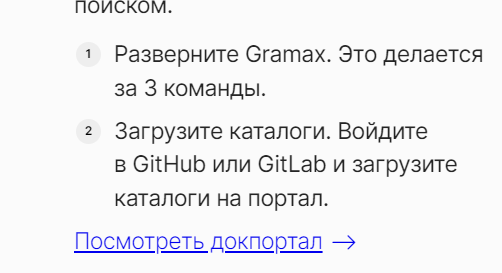 поиском.
1 Разверните Gramax. Это делается
за 3 команды.
2 Загрузите каталоги. Войдите
в GitHub или GitLab и загрузите
каталоги на портал.
Посмотреть докпортал →